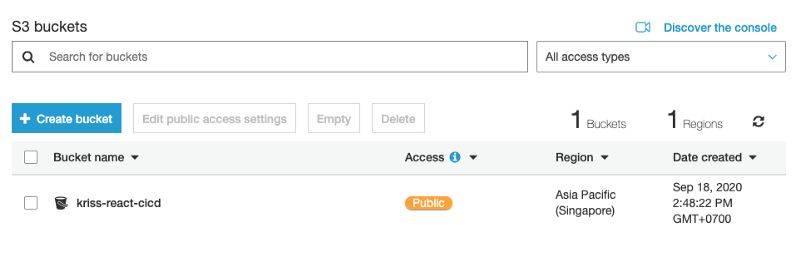 S3 buckets
Discover the console
Search for buckets
All access types
+ Create bucket
Edit public access settings
Empty
Delete
1 Buckets
1 Regions
Bucket name
Access
Region
Date created
kriss-react-cicd
Public
Asia Pacific
(Singapore)
Sep 18, 2020
2:48:22 PM
GMT+0700